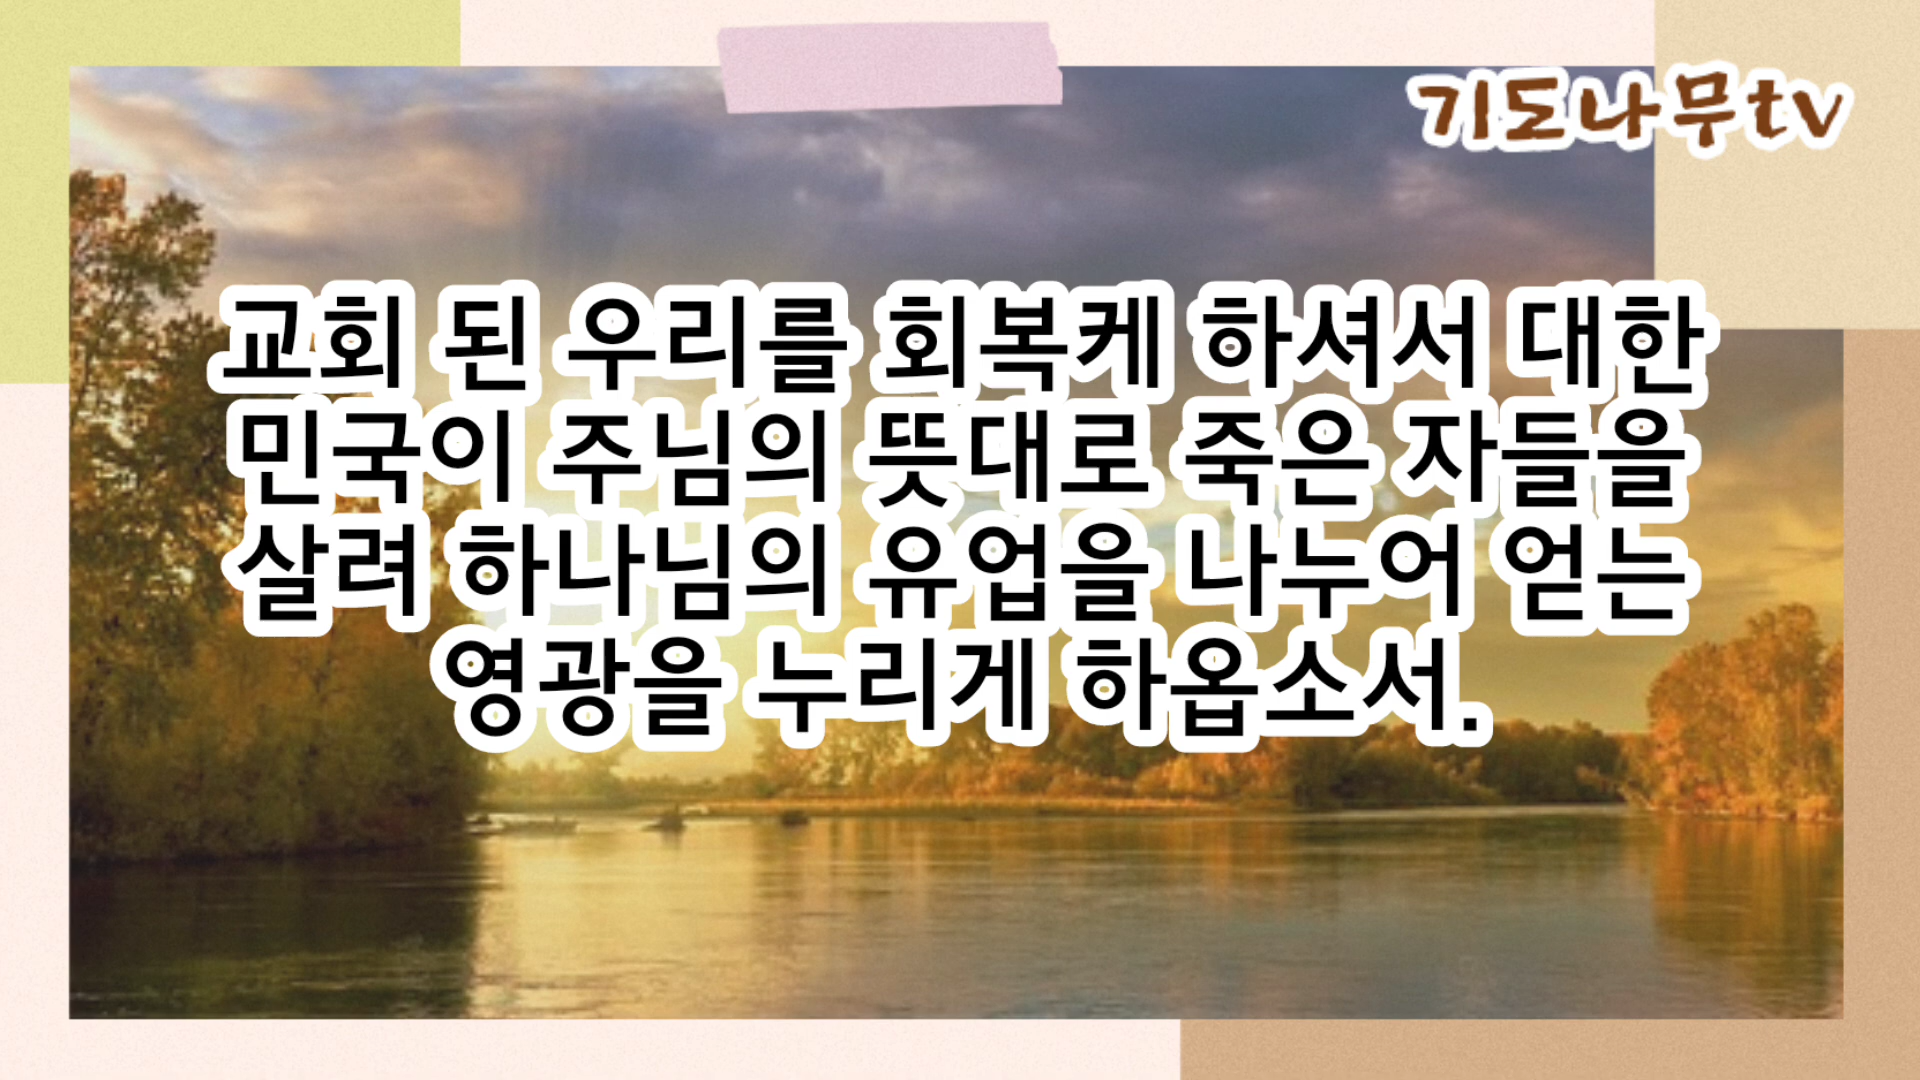 기도나무tv
교회 된 우리를 회복케 하셔서 대한
민국이 주님의 뜻대로 죽은 자들을
살려 하나님의 유업을 나누어 얻는
영광을 누리게 하옵소서.